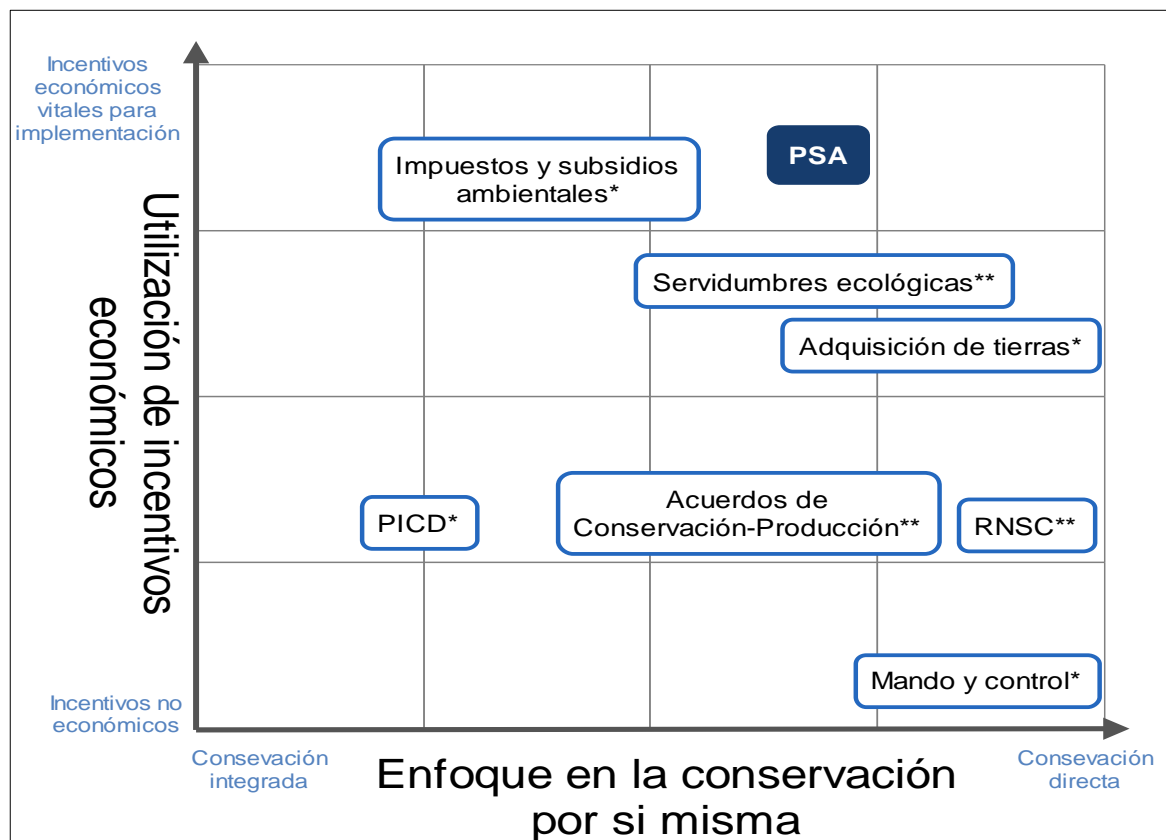 Incentivos
económicos
vitales para
implementación
Utilización de incentivos
económicos
Incentivos no
económicos
Impuestos y subsidios
ambientales*
PSA
Servidumbres ecológicas**
Adquisición de tierras*
PICD*
Acuerdos de
Conservación-Producción**
RNSC**
Mando y control*
Consevación
integrada
Enfoque en la conservación
por si misma
Consevación
directa